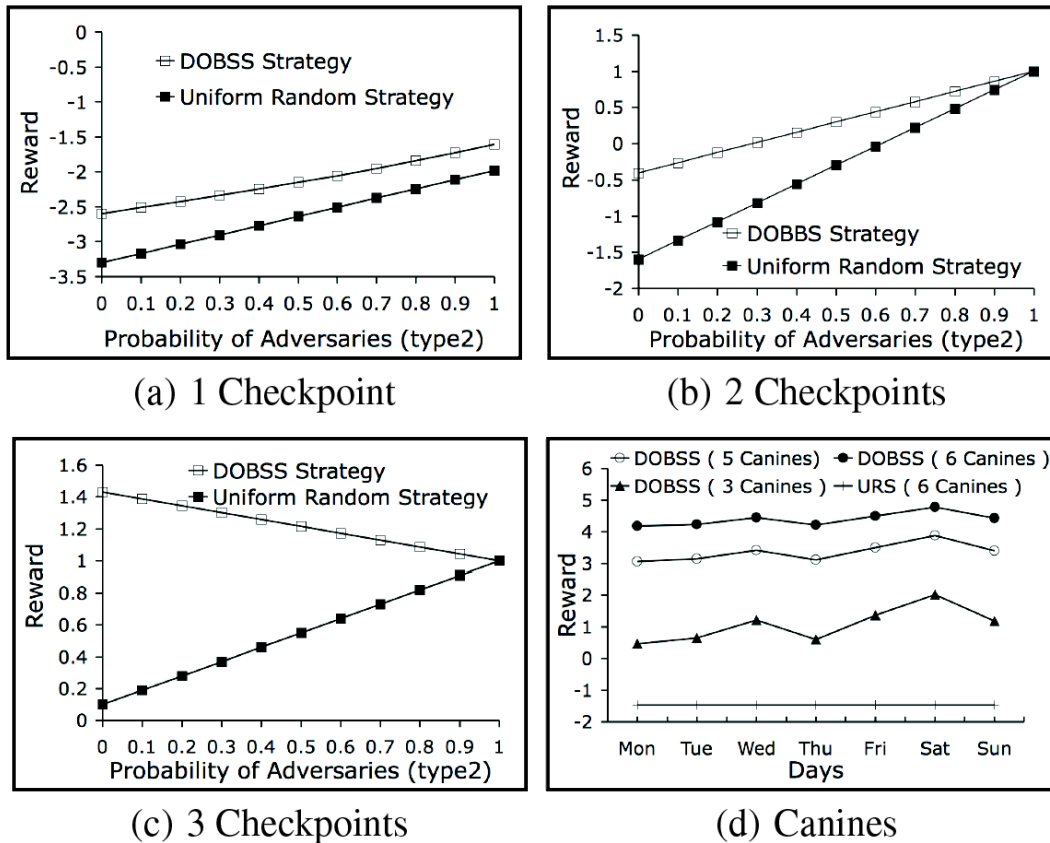 0
-0.5
-1
-1.5
-2
-2.5
-3
-3.5
Reward
DOBSS Strategy
Uniform Random Strategy
0 0.1 0.2 0.3 0.4 0.5 0.6 0.7 0.8 0.9 1
Probability of Adversaries (type2)
(a) 1 Checkpoint
1.5
1
0.5
0
-0.5
-1
-1.5
-2
Reward
DOBBS Strategy
Uniform Random Strategy
0 0.1 0.2 0.3 0.4 0.5 0.6 0.7 0.8 0.9 1
Probability of Adversaries (type2)
(b) 2 Checkpoints
1.6
1.4
1.2
1
0.8
0.6
0.4
0.2
0
Reward
DOBSS Strategy
Uniform Random Strategy
0 0.1 0.2 0.3 0.4 0.5 0.6 0.7 0.8 0.9 1
Probability of Adversaries (type2)
(c) 3 Checkpoints
DOBSS ( 5 Canines) DOBSS ( 6 Canines )
DOBSS ( 3 Canines ) URS ( 6 Canines )
6
5
4
3
2
1
0
-1
-2
Reward
Mon Tue Wed Thu Fri Sat Sun
Days
(d) Canines